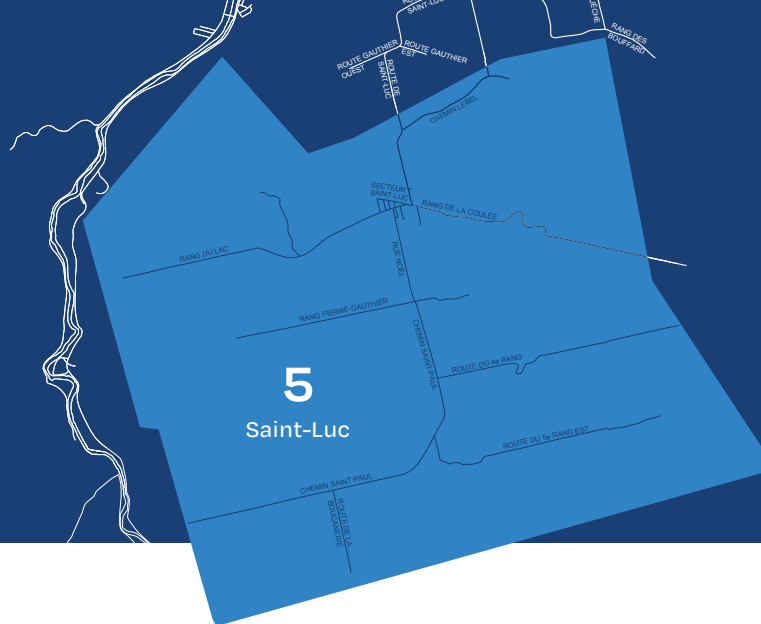 SAINT-LUC
RANG DES
BOUFFARD
ROUTE GAUTHIER
OUEST
ROUTE GAUTHIER
EST
ROUTE DE
SAINT-LUC
CHEMIN LEBEL
SECTEUR
SAINT-LUC
RANG DE LA COULÉE
RANG DU LAC
RUE NOËL
RANG PIERRE-GAUTHIER
CHEMIN SAINT-PAUL
ROUTE DU 4e RANG
5
Saint-Luc
ROUTE DU 5e RANG EST
CHEMIN SAINT-PAUL
ROUTE DE LA
BOUCANERIE